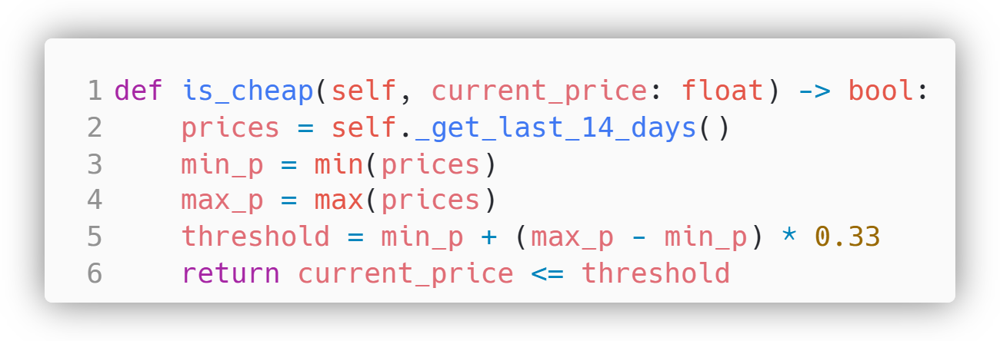 1 def is_cheap(self, current_price: float) -> bool:
2     prices = self._get_last_14_days()
3     min_p = min(prices)
4     max_p = max(prices)
5     threshold = min_p + (max_p - min_p) * 0.33
6     return current_price <= threshold